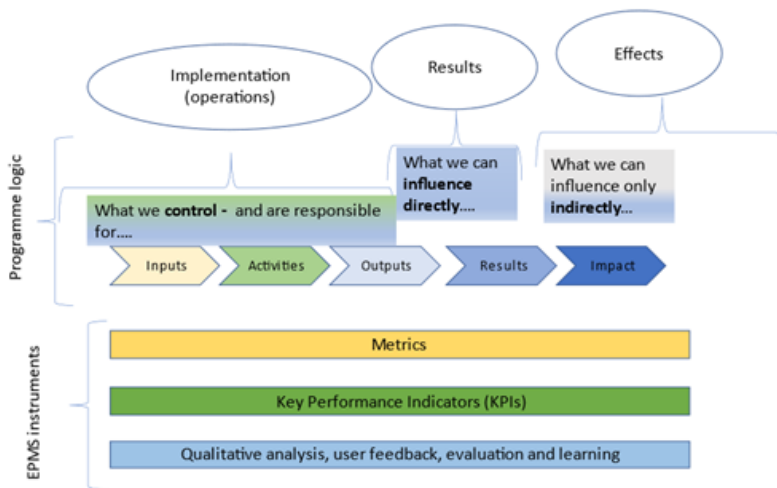 Implementation
(operations)
Results
Effects
Programme logic
What we control -  and are responsible
for....
What we can
influence
directly....
What we can
influence only
indirectly...
Inputs
Activities
Outputs
Results
Impact
EPMS instruments
Metrics
Key Performance Indicators (KPIs)
Qualitative analysis, user feedback, evaluation and learning